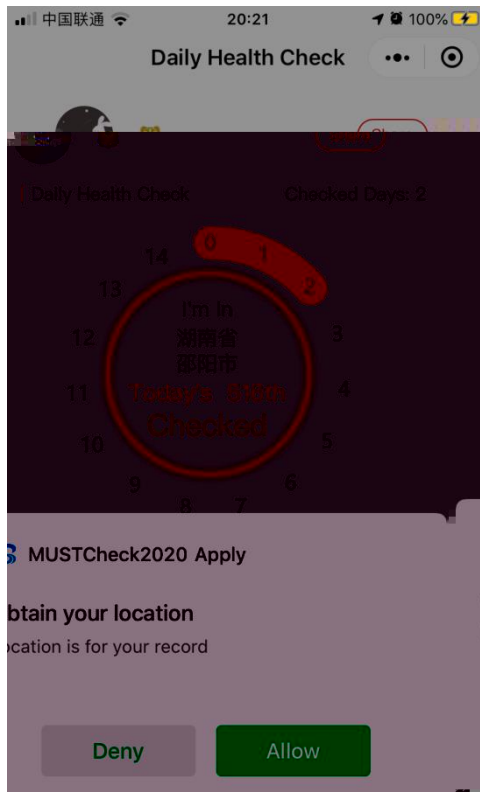 中国联通 20:21 100%
Daily Health Check
Daily Health Check Checked Days: 2
0
1
2
3
4
5
6
7
8
9
10
11
12
13
14
I'm in
湖南省
邵阳市
Today's
Checked
MUSTCheck2020 Apply
btain your location
ocation is for your record
Deny Allow